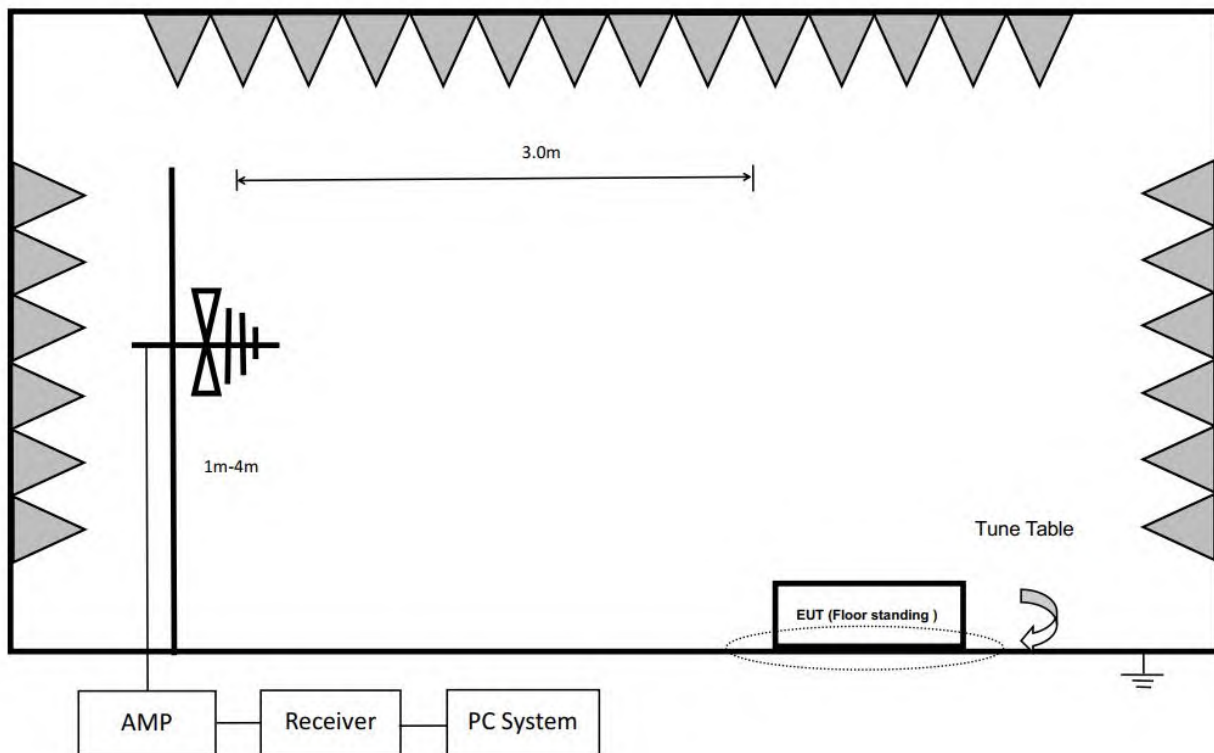 3.0m
1m-4m
Tune Table
EUT (Floor standing )
AMP
Receiver
PC System